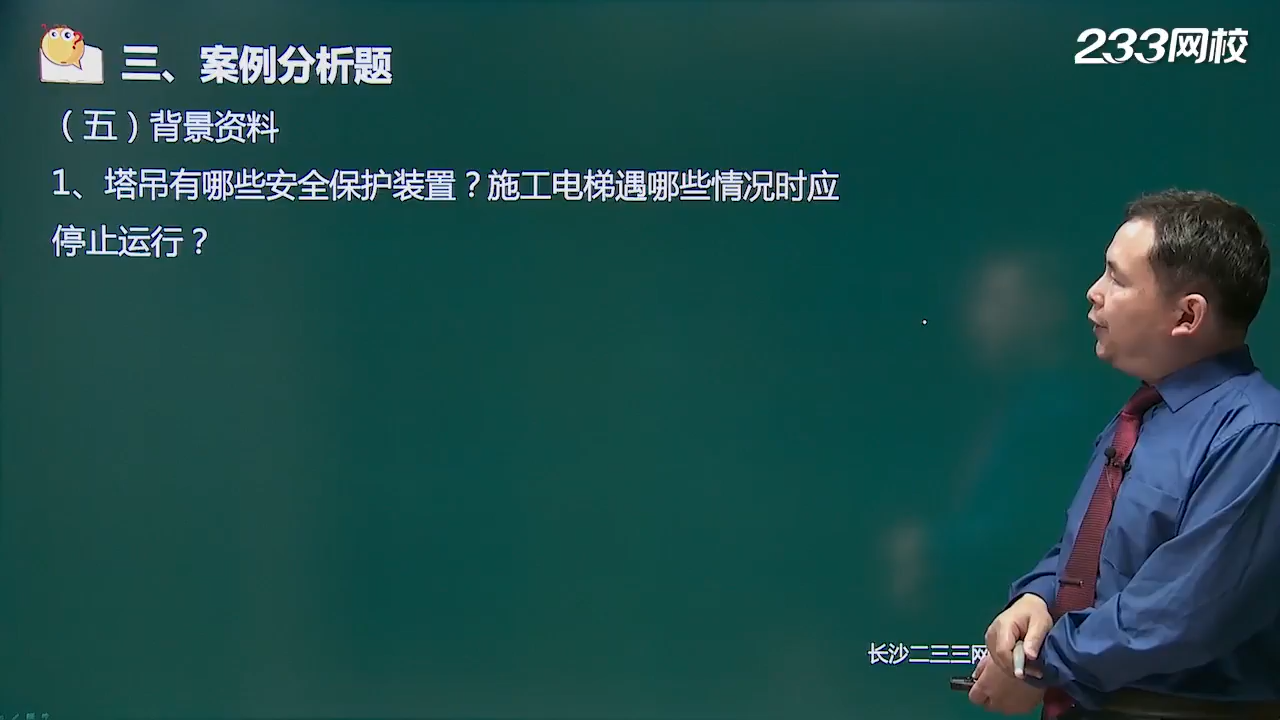 233网校
三、案例分析题
（五）背景资料
1、塔吊有哪些安全保护装置？施工电梯遇哪些情况时应
停止运行？
长沙二三三网